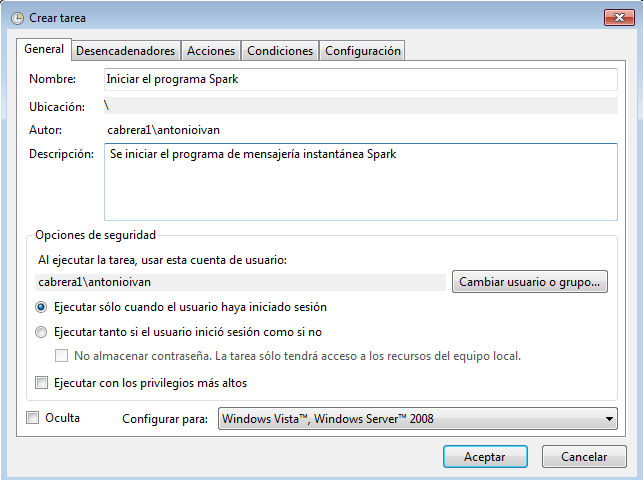 Crear tarea
General Desencadenadores Acciones Condiciones Configuración
Nombre: Iniciar el programa Spark
Ubicación: \
Autor: cabrera1\antonioivan
Descripción: Se iniciar el programa de mensajería instantánea Spark
Opciones de seguridad
Al ejecutar la tarea, usar esta cuenta de usuario:
cabrera1\antonioivan Cambiar usuario o grupo...
Ejecutar sólo cuando el usuario haya iniciado sesión
Ejecutar tanto si el usuario inició sesión como si no
No almacenar contraseña. La tarea sólo tendrá acceso a los recursos del equipo local.
Ejecutar con los privilegios más altos
Oculta Configurar para: Windows Vista™, Windows Server™ 2008
Aceptar Cancelar